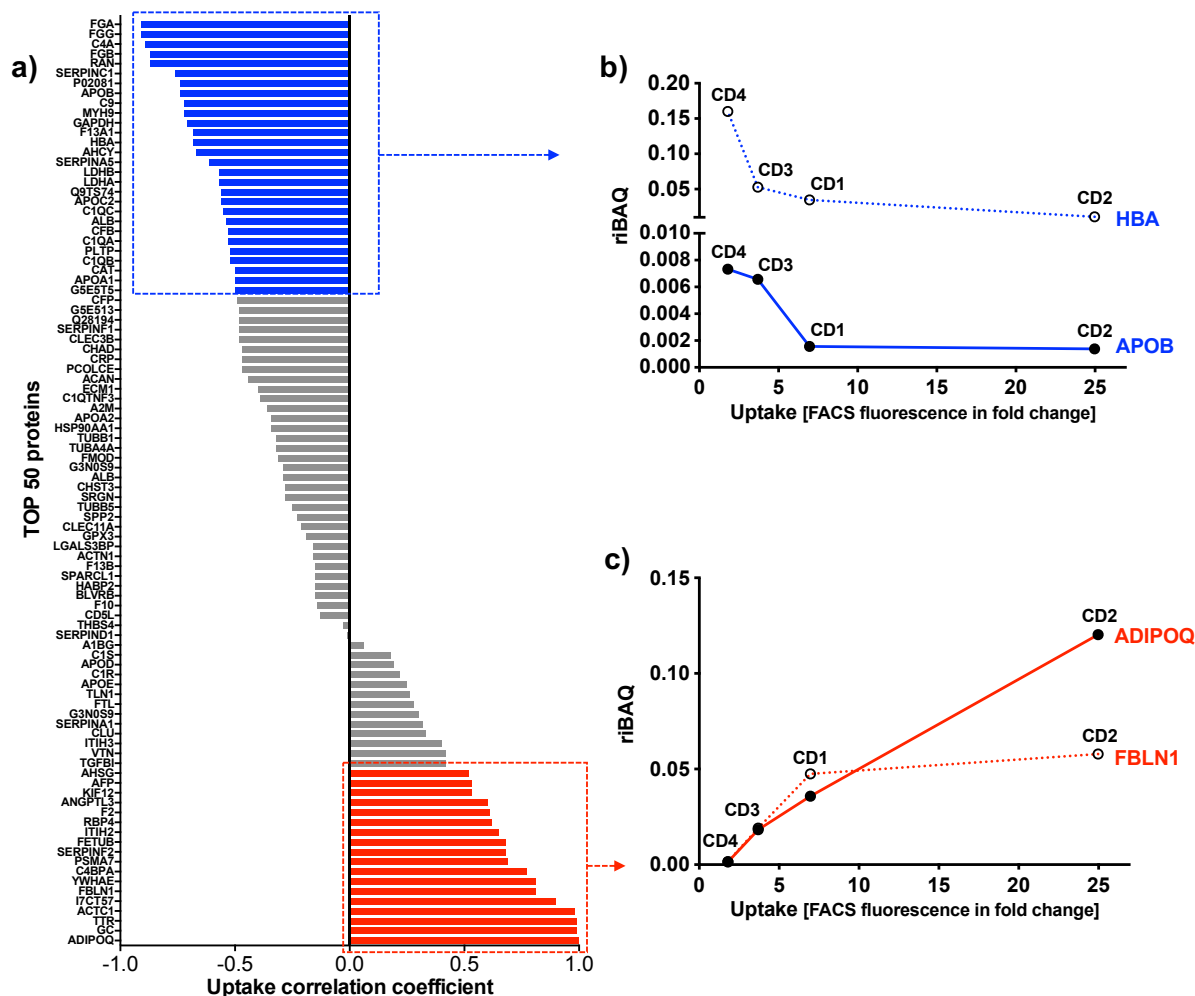 a)
TOP 50 proteins
FGA
FGG
C4A
FGB
RAN
SERPINC1
P02081
APOB
C9
MYH9
GAPDH
F13A1
HBA
AHCY
SERPINA5
LDHB
LDHA
Q9TS74
APOC2
C1QC
ALB
CFB
C1QA
PLTP
C1QB
CAT
APOA1
G5E5T5
CFP
G5E513
Q28194
SERPINF1
CLEC3B
CHAD
CRP
PCOLCE
ACAN
ECM1
C1QTNF3
A2M
APOA2
HSP90AA1
TUBB1
TUBA4A
FMOD
G3N0S9
ALB
CHST3
SRGN
TUBB5
SPP2
CLEC11A
GPX3
LGALS3BP
ACTN1
F13B
SPARCL1
HABP2
BLVRB
F10
CD5L
THBS4
SERPIND1
A1BG
C1S
APOD
C1R
APOE
TLN1
FTL
G3N0S9
SERPINA1
CLU
ITIH3
VTN
TGFBI
AHSG
AFP
KIF12
ANGPTL3
F2
RBP4
ITIH2
FETUB
SERPINF2
PSMA7
C4BPA
YWHAE
FBLN1
I7CT57
ACTC1
TTR
GC
ADIPOQ
-1.0 -0.5 0.0 0.5 1.0
Uptake correlation coefficient
b)
riBAQ
0.20
0.15
0.10
0.05
0.010
0.008
0.006
0.004
0.002
0.000
CD4
CD3
CD1
CD2
HBA
CD4
CD3
CD1
CD2
APOB
0 5 10 15 20 25
Uptake [FACS fluorescence in fold change]
c)
riBAQ
0.15
0.10
0.05
0.00
CD2
ADIPOQ
CD1
CD2
FBLN1
CD3
CD4
0 5 10 15 20 25
Uptake [FACS fluorescence in fold change]